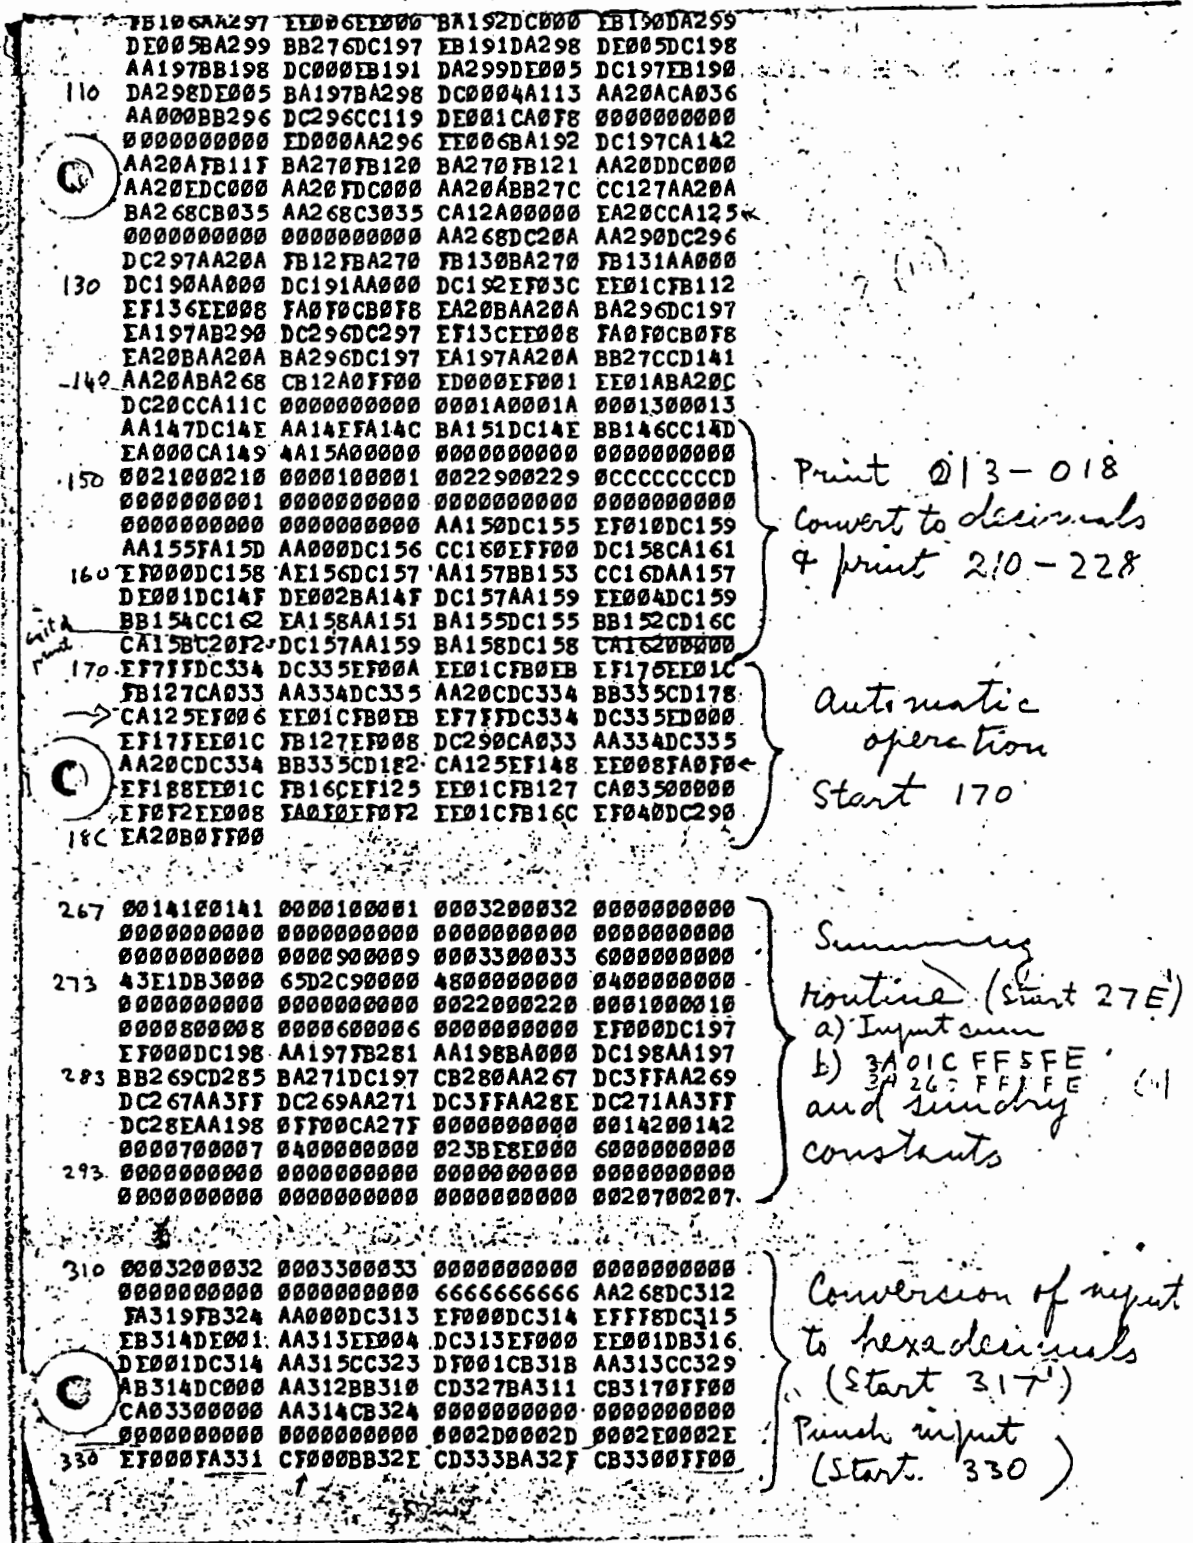 FB106AA297 EE006EE000 BA192DC000 EB190DA299
DE005BA299 BB276DC197 EB191DA298 DE005DC198
AA197BB198 DC000EB191 DA299DE005 DC197EB190
110 DA298DE005 BA197BA298 DC0004A113 AA20ACA036
AA000BB296 DC296CC119 DE001CA0F8 0000000000
0000000000 ED000AA296 EE006BA192 DC197CA142
AA20AFB11F BA270FB120 BA270FB121 AA20DDC000
AA20EDC000 AA20FDC000 AA20ABB27C CC127AA20A
BA268CB035 AA268C3035 CA12A00000 EA20CCA125
0000000000 0000000000 AA268DC20A AA290DC296
DC297AA20A FB12FBA270 FB130BA270 FB131AA000
130 DC190AA000 DC191AA000 DC192EF03C EE01CFB112
EF136EE008 FA0F0CB0F8 EA20BAA20A BA296DC197
EA197AB290 DC296DC297 EF13CEE008 FA0F0CB0F8
EA20BAA20A BA296DC197 EA197AA20A BB27CCD141
140 AA20ABA268 CB12A0FF00 ED000EF001 EE01ABA20C
DC20CCA11C 0000000000 0001A0001A 0001300013
AA147DC14E AA14EFA14C BA151DC14E BB146CC14D
EA000CA149 4A15A00000 0000000000 0000000000
150 0021000210 0000100001 0022900229 0CCCCCCCCD
0000000001 0000000000 0000000000 0000000000
0000000000 0000000000 AA150DC155 EF010DC159
AA155FA15D AA000DC156 CC160EFF00 DC158CA161
160 EF000DC158 AE156DC157 AA157BB153 CC16DAA157
DE001DC14F DE002BA14F DC157AA159 EE004DC159
BB154CC162 EA158AA151 BA155DC155 BB152CD16C
CA15BC20F2 DC157AA159 BA158DC158 CA16200000
Print 013-018
Convert to decimals
& print 210-228
print
170 EF7FFDC334 DC335EF00A EE01CFB0EB EF175EE01C
FB127CA033 AA334DC335 AA20CDC334 BB335CD178
CA125EF006 EE01CFB0EB EF7FFDC334 DC335ED000
EF17FEE01C FB127EF008 DC290CA033 AA334DC335
AA20CDC334 BB335CD182 CA125EF148 EE008FA0F0
EF188EE01C FB16CEF125 EE01CFB127 CA03500000
EF0F2EE008 FA0F0EF0F2 EE01CFB16C EF040DC290
18C EA20B0FF00
Automatic
operation
Start 170
267 0014100141 0000100001 0003200032 0000000000
0000000000 0000000000 0000000000 0000000000
0000000000 0000900009 0003300033 6000000000
273 43E1DB3000 65D2C90000 4800000000 0400000000
0000000000 0000000000 0022000220 0001000010
0000800008 0000600006 0000000000 EF000DC197
EF000DC198 AA197FB281 AA198BA000 DC198AA197
283 BB269CD285 BA271DC197 CB280AA267 DC3FFAA269
DC267AA3FF DC269AA271 DC3FFAA28E DC271AA3FF
DC28EAA198 0FF00CA27F 0000000000 0014200142
0000700007 0400000000 023BE8E000 6000000000
293 0000000000 0000000000 0000000000 0000000000
0000000000 0000000000 0000000000 0020700207
Summing
routine (Start 27E)
a) Input sum
b) 3A01C FF5FE
and sundry
constants
310 0003200032 0003300033 0000000000 0000000000
0000000000 0000000000 6666666666 AA268DC312
FA319FB324 AA000DC313 EF000DC314 EFFF8DC315
EB314DE001 AA313EE004 DC313EF000 EE001DB316
DE001DC314 AA315CC323 DF001CB31B AA313CC329
AB314DC000 AA312BB310 CD327BA311 CB3170FF00
CA03300000 AA314CB324 0000000000 0000000000
0000000000 0000000000 0002D0002D 0002E0002E
330 EF000FA331 CF000BB32E CD333BA32F CB3300FF00
Conversion of input
to hexadecimals
(Start 317)
Punch input
(Start. 330)